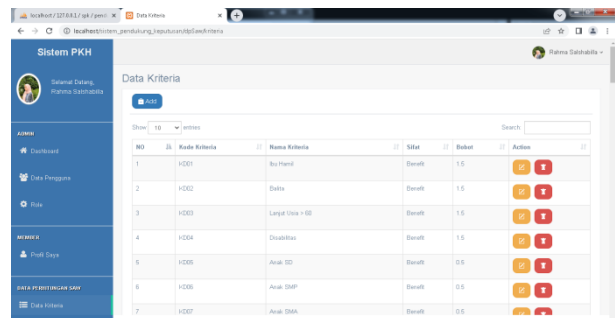 localhost / 127.0.0.1 / spk / pend
Data Kriteria
localhost/sistem_pendukung_keputusan/dpSaw/kriteria
Sistem PKH
Rahma Salshabilla
Selamat Datang,
Rahma Salshabilla
Data Kriteria
Add
Show 10 entries
Search:
ADMIN
Dashboard
Data Pengguna
Role
MEMBER
Profil Saya
DATA PERHITUNGAN SAW
Data Kriteria
NO Kode Kriteria Nama Kriteria Sifat Bobot Action
1 KD01 Ibu Hamil Benefit 1.5
2 KD02 Balita Benefit 1.5
3 KD03 Lanjut Usia > 60 Benefit 1.5
4 KD04 Disabilitas Benefit 1.5
5 KD05 Anak SD Benefit 0.5
6 KD06 Anak SMP Benefit 0.5
7 KD07 Anak SMA Benefit 0.5